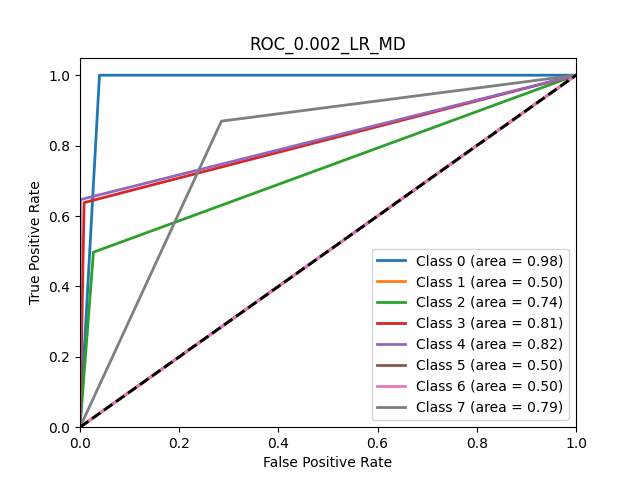 ROC_0.002_LR_MD
1.0
0.8
0.6
0.4
0.2
0.0
True Positive Rate
Class 0 (area = 0.98)
Class 1 (area = 0.50)
Class 2 (area = 0.74)
Class 3 (area = 0.81)
Class 4 (area = 0.82)
Class 5 (area = 0.50)
Class 6 (area = 0.50)
Class 7 (area = 0.79)
0.0 0.2 0.4 0.6 0.8 1.0
False Positive Rate